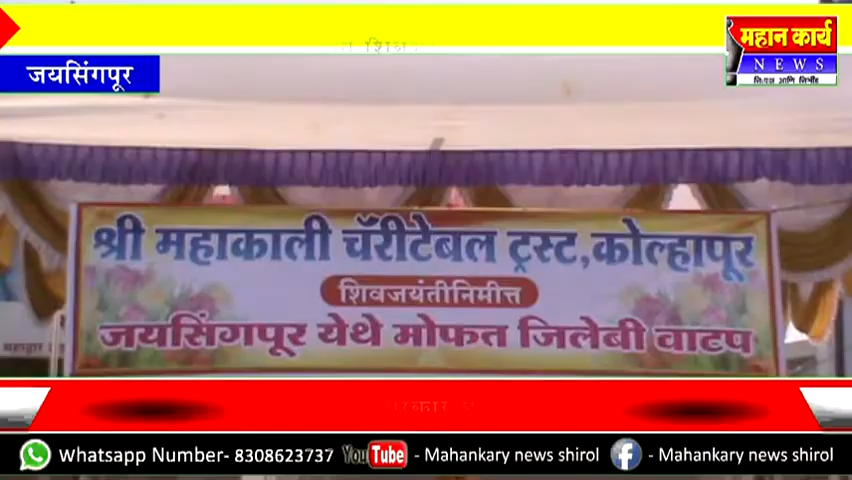 महान कार्य
NEWS
जयसिंगपूर
श्री महाकाली चॅरीटेबल ट्रस्ट,कोल्हापूर
शिवजयंतीनिमीत्त
जयसिंगपूर येथे मोफत जिलेबी वाटप
Whatsapp Number- 8308623737 YouTube - Mahankary news shirol - Mahankary news shirol